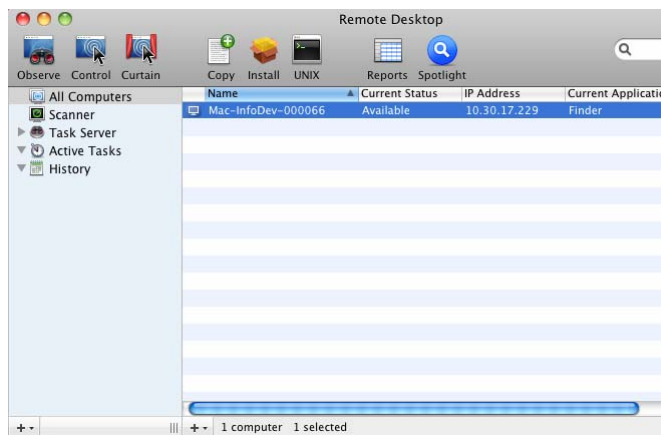 Remote Desktop
Observe Control Curtain Copy Install UNIX Reports Spotlight
All Computers
Scanner
Task Server
Active Tasks
History
Name Current Status IP Address Current Applicatio
Mac-InfoDev-000066 Available 10.30.17.229 Finder
1 computer 1 selected